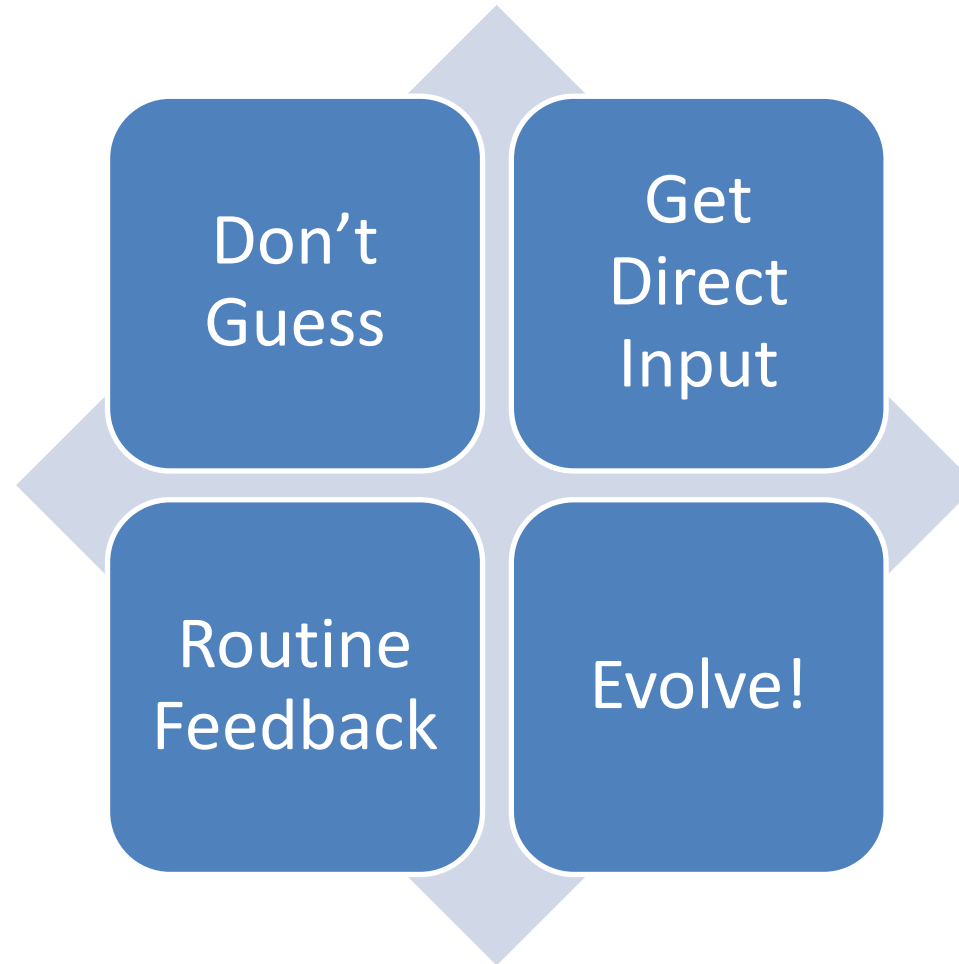 Don’t
Guess
Get
Direct
Input
Routine
Feedback
Evolve!